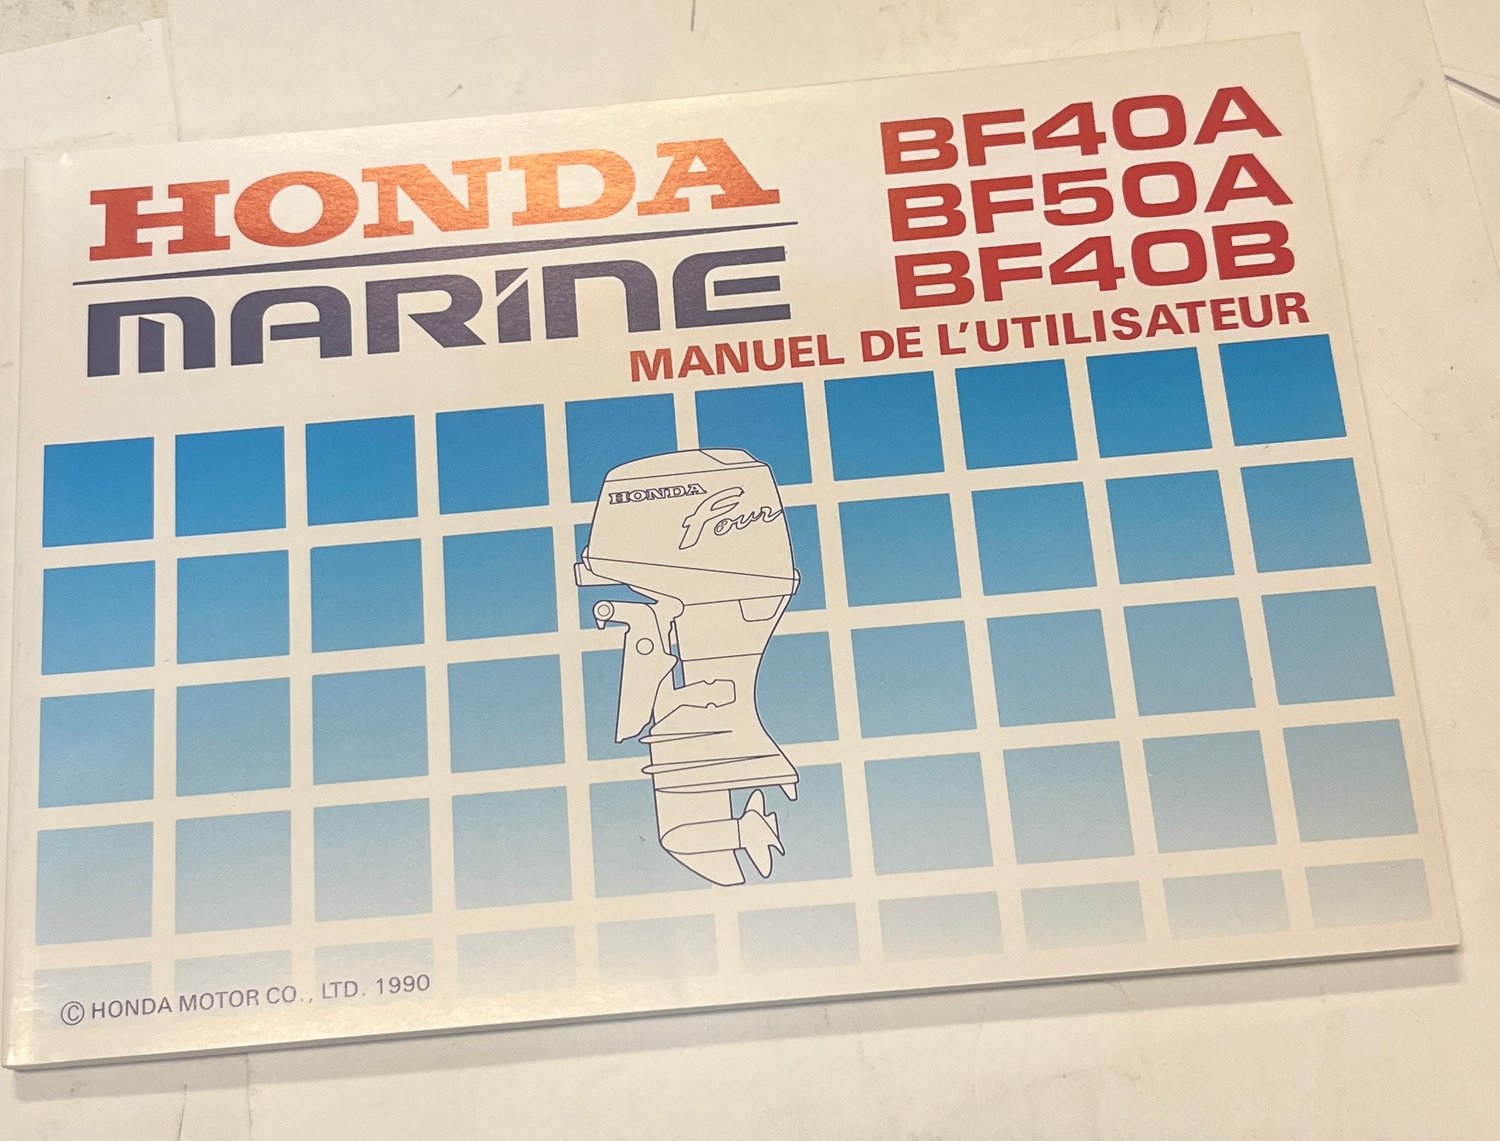 HONDA
MARINE
BF40A
BF50A
BF40B
MANUEL DE L'UTILISATEUR
HONDA
Four
© HONDA MOTOR CO., LTD. 1990